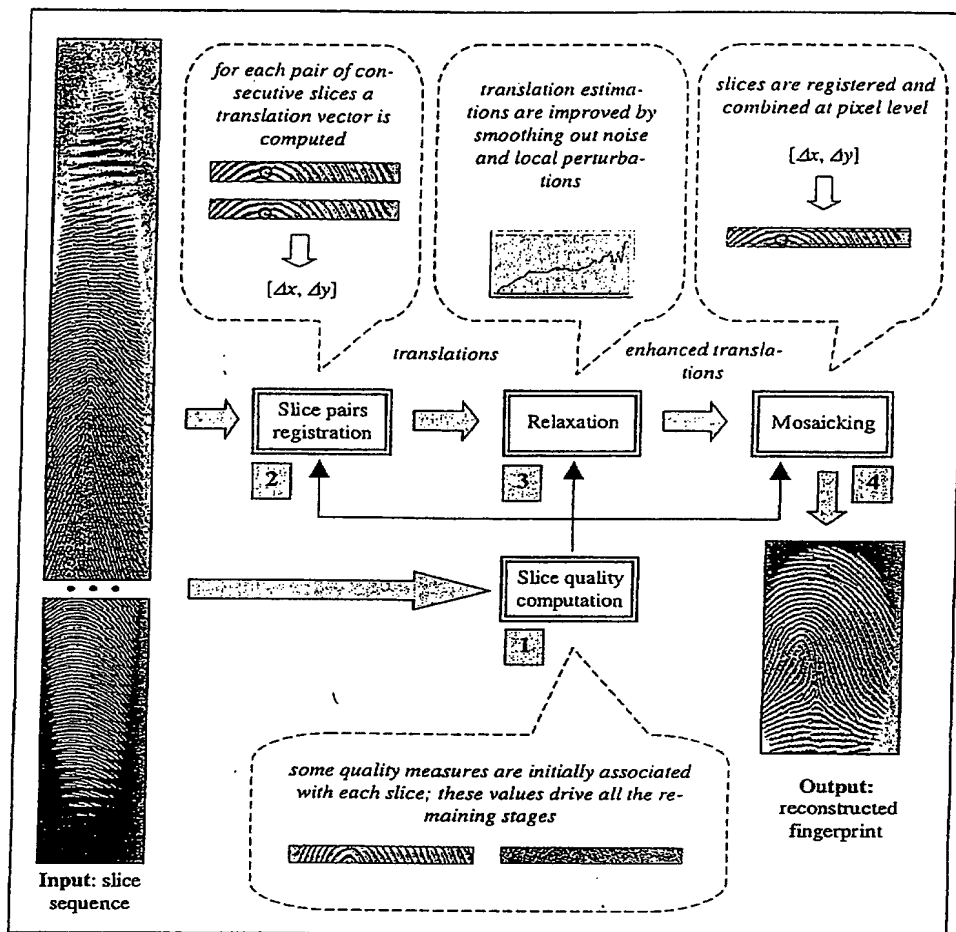 for each pair of con-
secutive slices a
translation vector is
computed
[Δx, Δy]
translation estima-
tions are improved by
smoothing out noise
and local perturba-
tions
slices are registered and
combined at pixel level
[Δx, Δy]
translations
enhanced transla-
tions
Slice pairs
registration
Relaxation
Mosaicking
2
3
4
Slice quality
computation
1
some quality measures are initially associated
with each slice; these values drive all the re-
maining stages
Input: slice
sequence
Output:
reconstructed
fingerprint